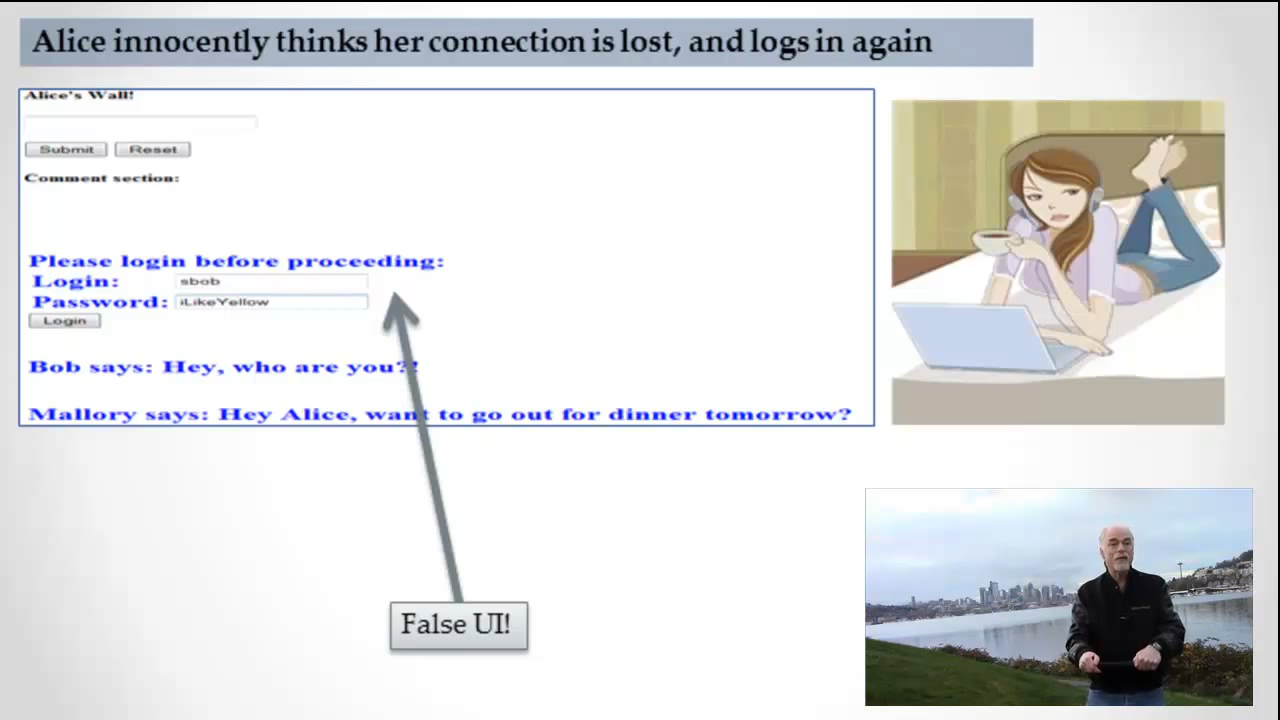 Alice innocently thinks her connection is lost, and logs in again
Alice's Wall!
Submit Reset
Comment section:
Please login before proceeding:
Login: sbob
Password: iLikeYellow
Login
Bob says: Hey, who are you?!
Mallory says: Hey Alice, want to go out for dinner tomorrow?
False UI!